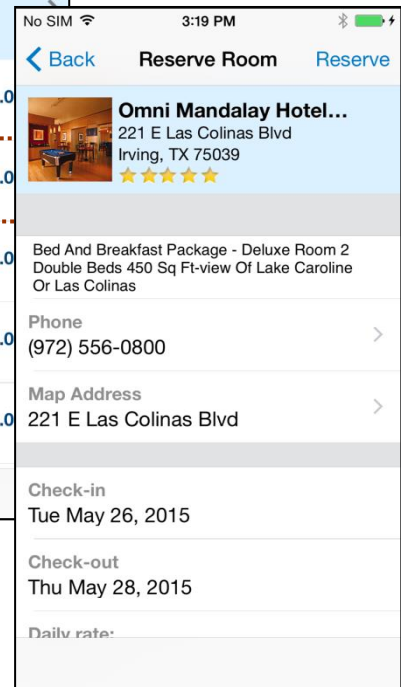 No SIM 3:19 PM
Back Reserve Room Reserve
Omni Mandalay Hotel...
221 E Las Colinas Blvd
Irving, TX 75039
Bed And Breakfast Package - Deluxe Room 2
Double Beds 450 Sq Ft-view Of Lake Caroline
Or Las Colinas
Phone
(972) 556-0800
Map Address
221 E Las Colinas Blvd
Check-in
Tue May 26, 2015
Check-out
Thu May 28, 2015
Daily rate: